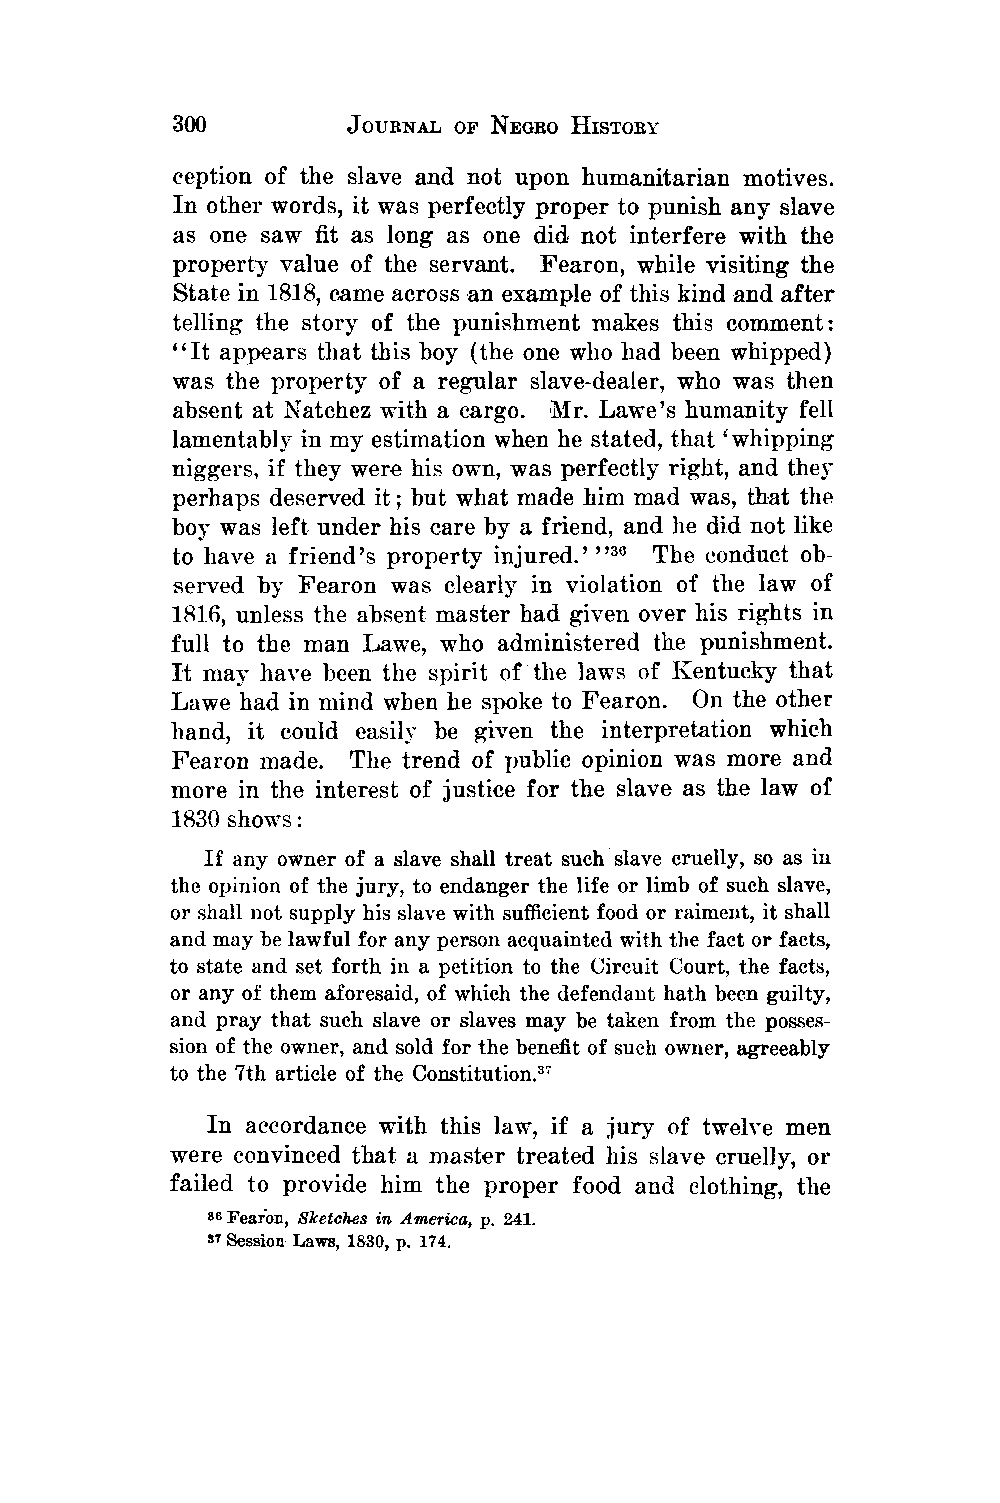 300 JOURNAL OF NEGRO HISTORY
ception of the slave and not upon humanitarian motives.
In other words, it was perfectly proper to punish any slave
as one saw fit as long as one did not interfere with the
property value of the servant. Fearon, while visiting the
State in 1818, came across an example of this kind and after
telling the story of the punishment makes this comment:
"It appears that this boy (the one who had been whipped)
was the property of a regular slave-dealer, who was then
absent at Natchez with a cargo. Mr. Lawe's humanity fell
lamentably in my estimation when he stated, that 'whipping
niggers, if they were his own, was perfectly right, and they
perhaps deserved it; but what made him mad was, that the
boy was left under his care by a friend, and he did not like
to have a friend's property injured.' "³⁶ The conduct ob-
served by Fearon was clearly in violation of the law of
1816, unless the absent master had given over his rights in
full to the man Lawe, who administered the punishment.
It may have been the spirit of the laws of Kentucky that
Lawe had in mind when he spoke to Fearon. On the other
hand, it could easily be given the interpretation which
Fearon made. The trend of public opinion was more and
more in the interest of justice for the slave as the law of
1830 shows:
If any owner of a slave shall treat such slave cruelly, so as in
the opinion of the jury, to endanger the life or limb of such slave,
or shall not supply his slave with sufficient food or raiment, it shall
and may be lawful for any person acquainted with the fact or facts,
to state and set forth in a petition to the Circuit Court, the facts,
or any of them aforesaid, of which the defendant hath been guilty,
and pray that such slave or slaves may be taken from the posses-
sion of the owner, and sold for the benefit of such owner, agreeably
to the 7th article of the Constitution.³⁷
In accordance with this law, if a jury of twelve men
were convinced that a master treated his slave cruelly, or
failed to provide him the proper food and clothing, the
³⁶ Fearon, Sketches in America, p. 241.
³⁷ Session Laws, 1830, p. 174.